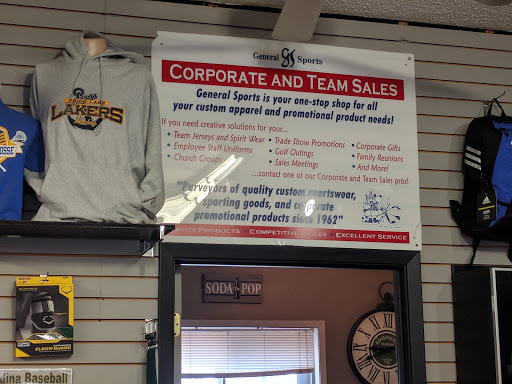 General GS Sports
CORPORATE AND TEAM SALES
General Sports is your one-stop shop for all
your custom apparel and promotional product needs!
If you need creative solutions for your...
• Team Jerseys and Spirit Wear
• Employee Staff Uniforms
• Church Groups
• Trade Show Promotions
• Golf Outings
• Sales Meetings
• Corporate Gifts
• Family Reunions
• And More!
...contact one of our Corporate and Team Sales pros!
"Purveyors of quality custom sportswear,
sporting goods, and corporate
promotional products since 1962"
QUALITY PRODUCTS - COMPETITIVE PRICES - EXCELLENT SERVICE
LAKERS
SODA POP
ELBOW GUARD
dina Baseball